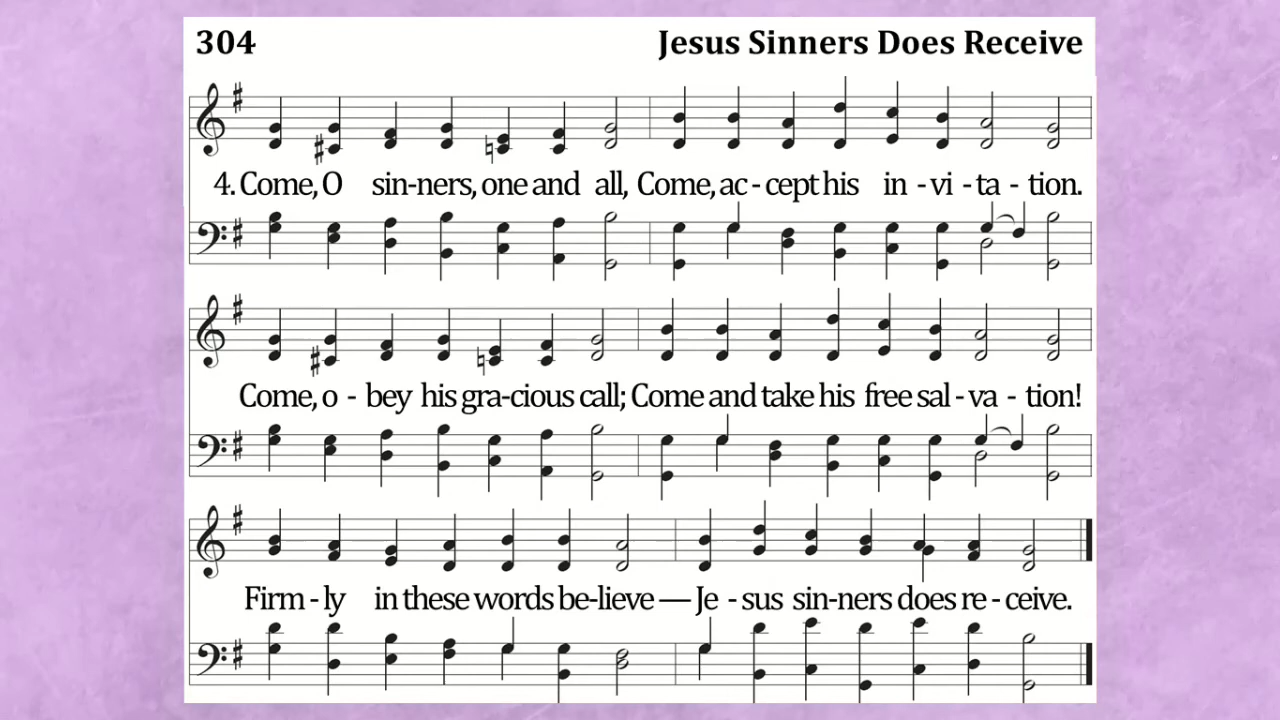 304 Jesus Sinners Does Receive
4. Come, O sin-ners, one and all, Come, ac - cept his in - vi - ta - tion.
Come, o - bey his gra-cious call; Come and take his free sal - va - tion!
Firm - ly in these words be-lieve — Je - sus sin-ners does re - ceive.